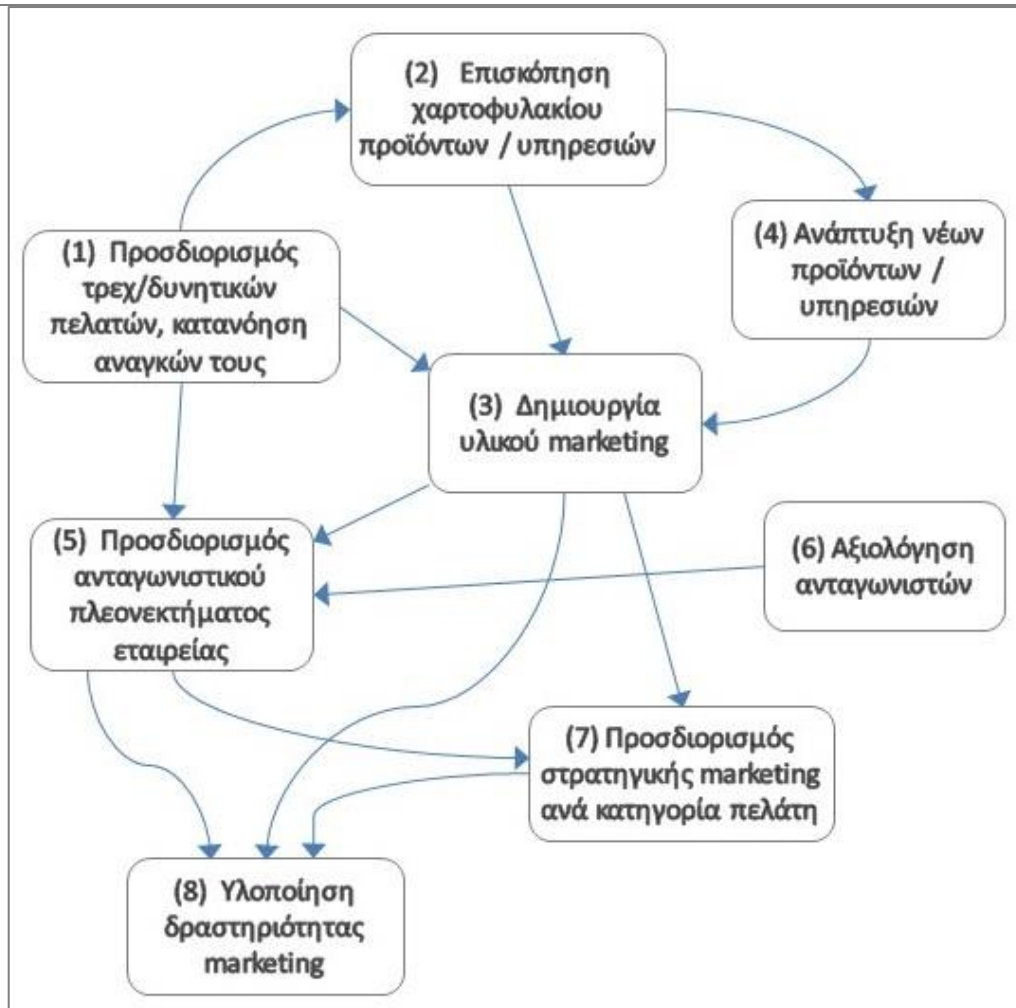 (2) Επισκόπηση
χαρτοφυλακίου
προϊόντων / υπηρεσιών
(1) Προσδιορισμός
τρεχ/δυνητικών
πελατών, κατανόηση
αναγκών τους
(4) Ανάπτυξη νέων
προϊόντων /
υπηρεσιών
(3) Δημιουργία
υλικού marketing
(5) Προσδιορισμός
ανταγωνιστικού
πλεονεκτήματος
εταιρείας
(6) Αξιολόγηση
ανταγωνιστών
(7) Προσδιορισμός
στρατηγικής marketing
ανά κατηγορία πελάτη
(8) Υλοποίηση
δραστηριότητας
marketing